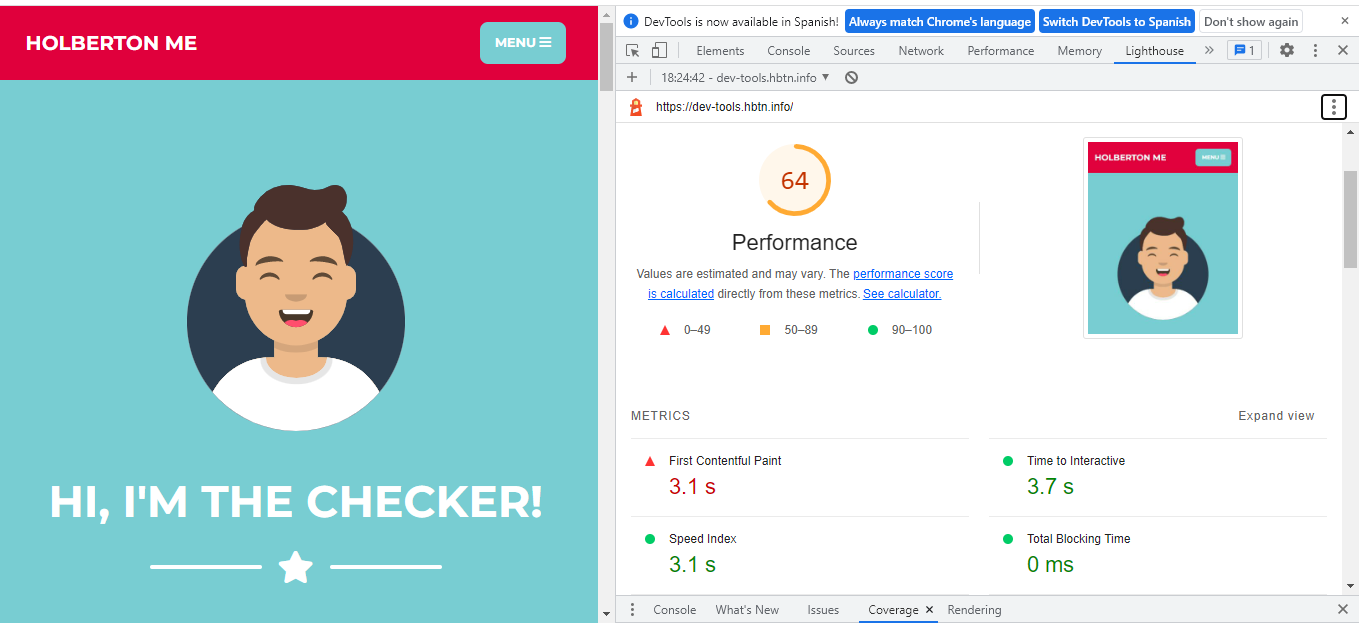 HOLBERTON ME
MENU
HI, I'M THE CHECKER!
DevTools is now available in Spanish! Always match Chrome's language Switch DevTools to Spanish Don't show again
Elements Console Sources Network Performance Memory Lighthouse 1
18:24:42 - dev-tools.hbtn.info
https://dev-tools.hbtn.info/
64
Performance
Values are estimated and may vary. The performance score
is calculated directly from these metrics. See calculator.
0–49 50–89 90–100
HOLBERTON ME
MENU
METRICS Expand view
First Contentful Paint
3.1 s
Time to Interactive
3.7 s
Speed Index
3.1 s
Total Blocking Time
0 ms
Console What's New Issues Coverage Rendering